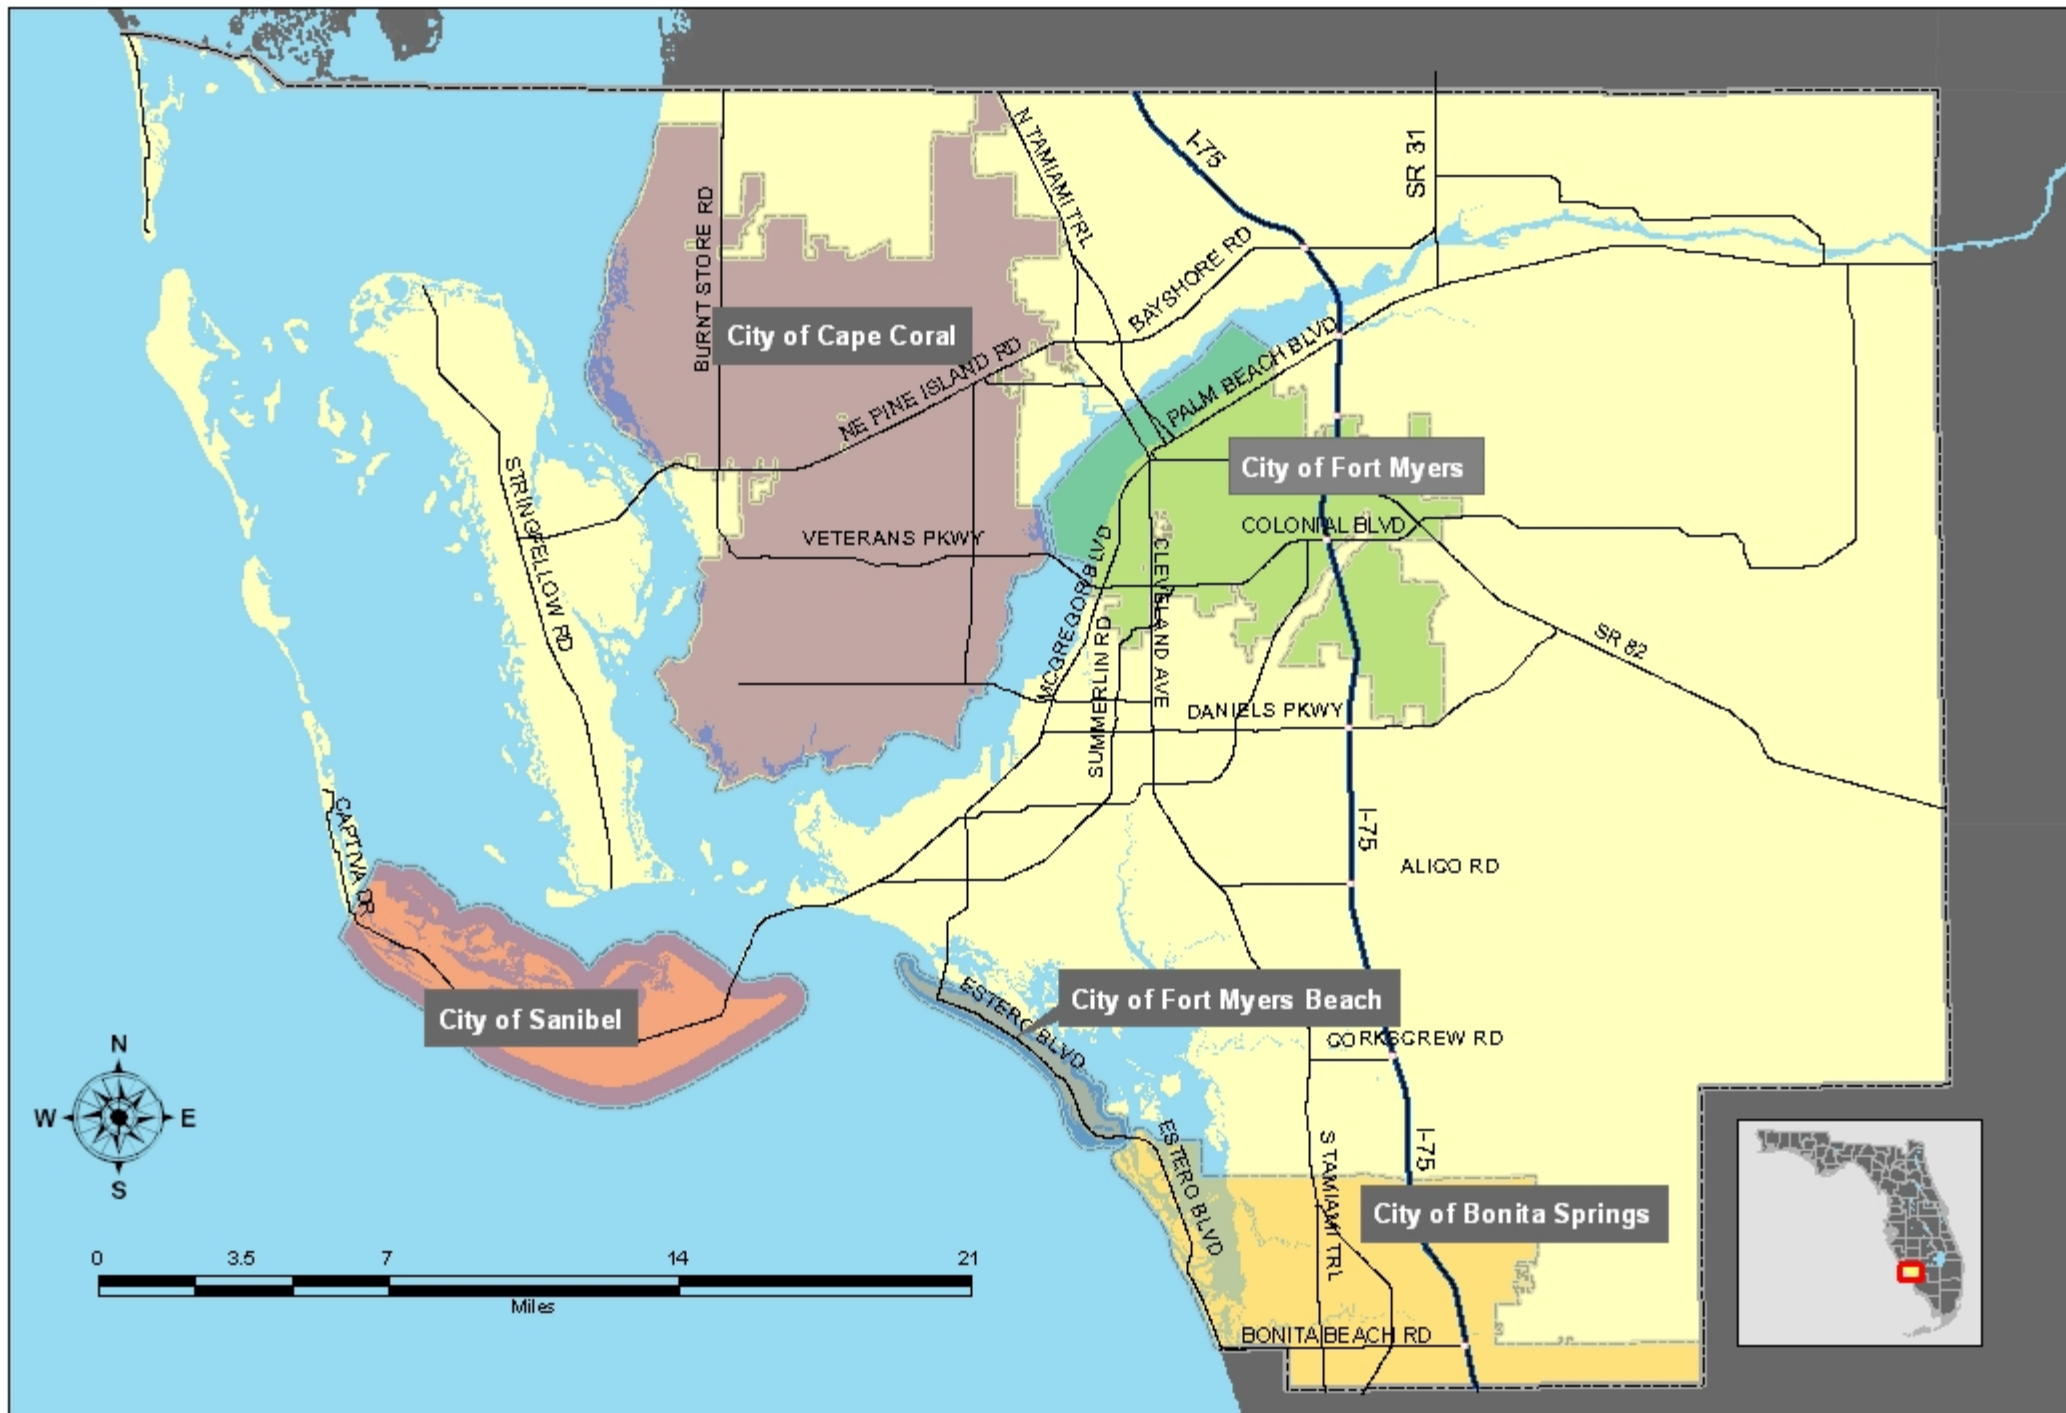 I-75
SR 31
N TAMIAMI TRL
BURNT STORE RD
BAYSHORE RD
City of Cape Coral
NE PINE ISLAND RD
PALM BEACH BLVD
City of Fort Myers
STRINGFELLOW RD
VETERANS PKWY
COLONIAL BLVD
MCGREGOR BLVD
CLEVELAND AVE
SUMMERLIN RD
SR 82
DANIELS PKWY
I-75
CAPTIVA DR
ALICO RD
City of Sanibel
ESTERO BLVD
City of Fort Myers Beach
CORKSCREW RD
N
W E
S
ESTERO BLVD
S TAMIAMI TRL
I-75
City of Bonita Springs
0 3.5 7 14 21
Miles
BONITA BEACH RD